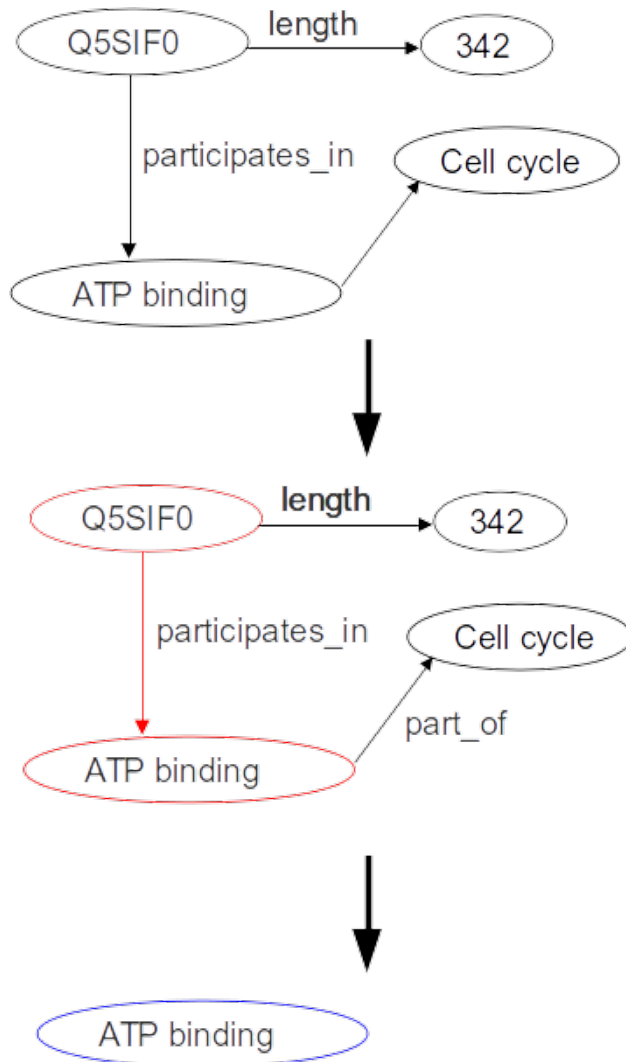 length
Q5SIF0
342
participates_in
Cell cycle
ATP binding
length
Q5SIF0
342
participates_in
Cell cycle
part_of
ATP binding
ATP binding